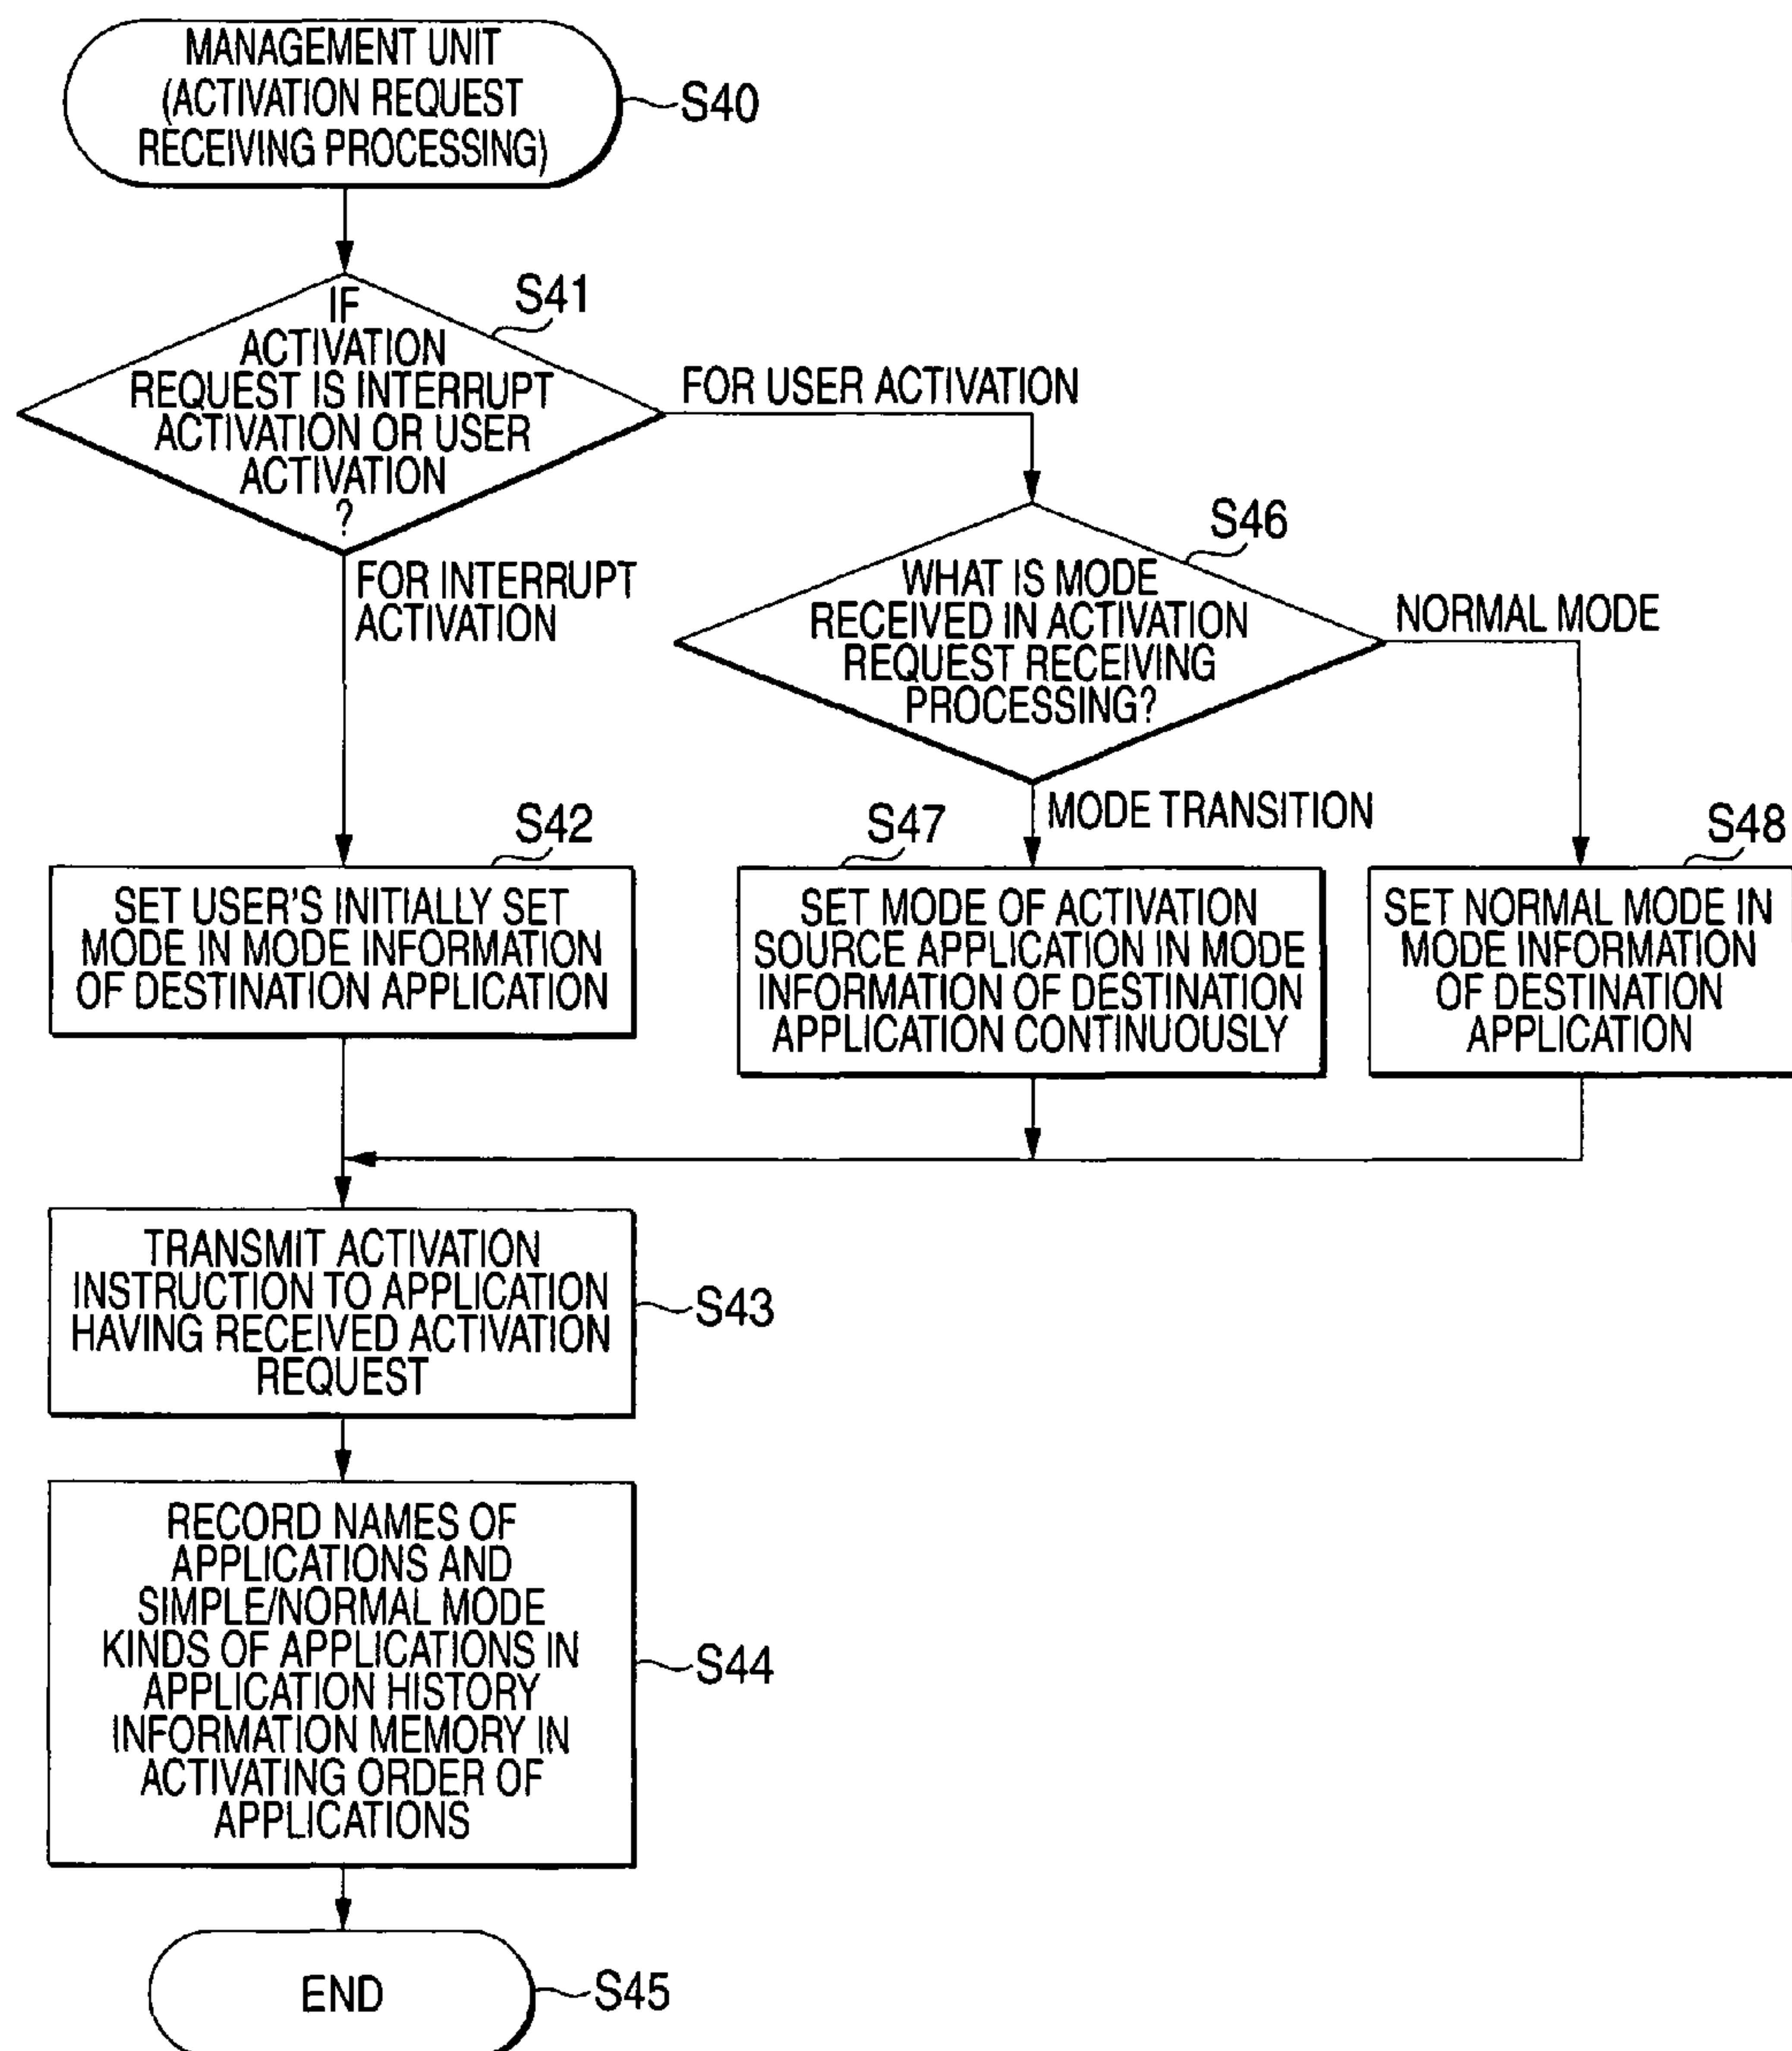 MANAGEMENT UNIT
(ACTIVATION REQUEST
RECEIVING PROCESSING)
S40
S41
IF
ACTIVATION
REQUEST IS INTERRUPT
ACTIVATION OR USER
ACTIVATION
?
FOR USER ACTIVATION
FOR INTERRUPT
ACTIVATION
S46
WHAT IS MODE
RECEIVED IN ACTIVATION
REQUEST RECEIVING
PROCESSING?
NORMAL MODE
MODE TRANSITION
S42
SET USER'S INITIALLY SET
MODE IN MODE INFORMATION
OF DESTINATION APPLICATION
S47
SET MODE OF ACTIVATION
SOURCE APPLICATION IN MODE
INFORMATION OF DESTINATION
APPLICATION CONTINUOUSLY
S48
SET NORMAL MODE IN
MODE INFORMATION
OF DESTINATION
APPLICATION
TRANSMIT ACTIVATION
INSTRUCTION TO APPLICATION
HAVING RECEIVED ACTIVATION
REQUEST
S43
RECORD NAMES OF
APPLICATIONS AND
SIMPLE/NORMAL MODE
KINDS OF APPLICATIONS IN
APPLICATION HISTORY
INFORMATION MEMORY IN
ACTIVATING ORDER OF
APPLICATIONS
S44
END
S45